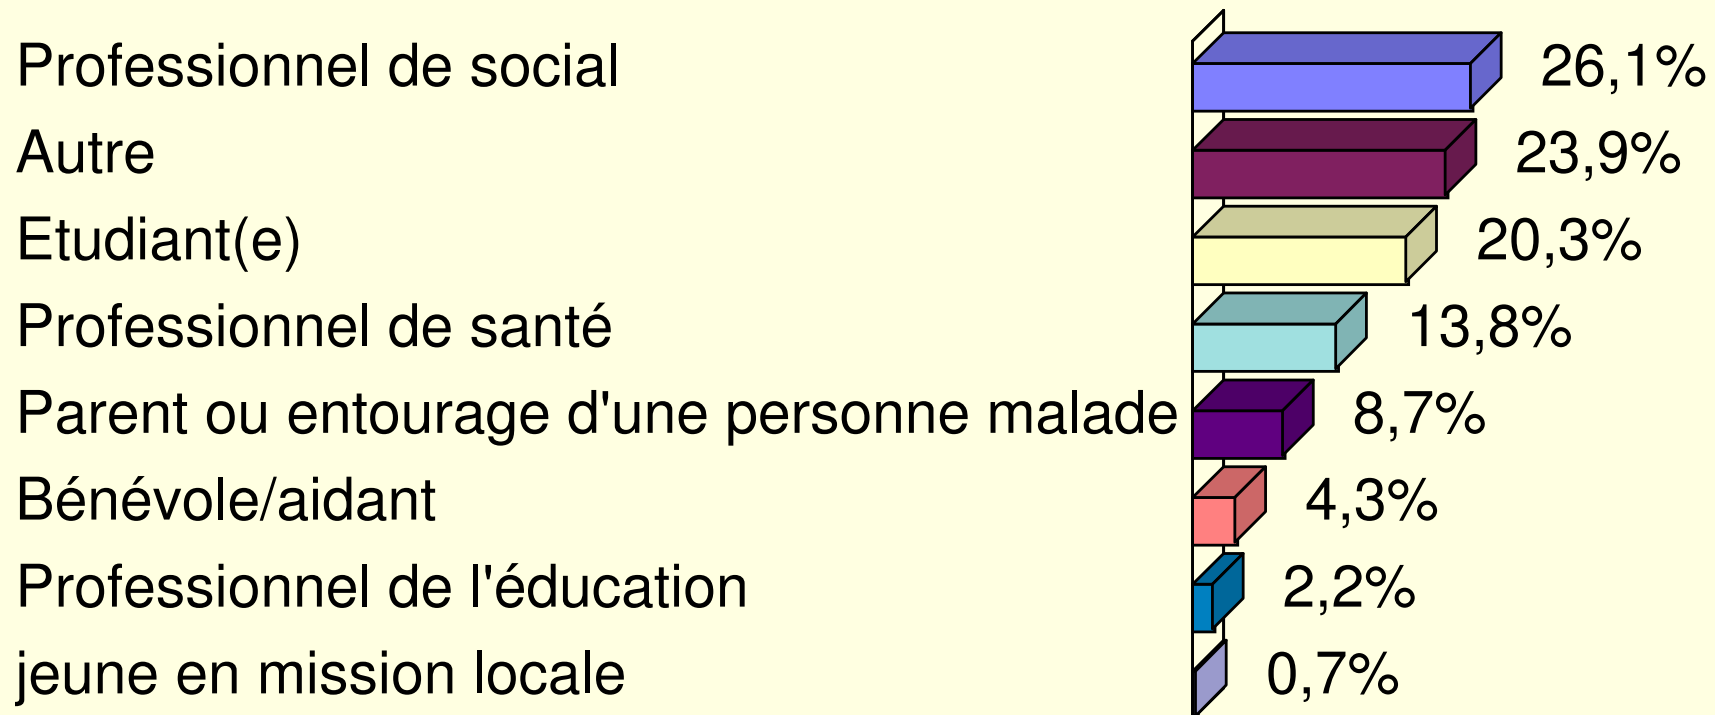 Professionnel de social 26,1%
Autre 23,9%
Etudiant(e) 20,3%
Professionnel de santé 13,8%
Parent ou entourage d'une personne malade 8,7%
Bénévole/aidant 4,3%
Professionnel de l'éducation 2,2%
jeune en mission locale 0,7%